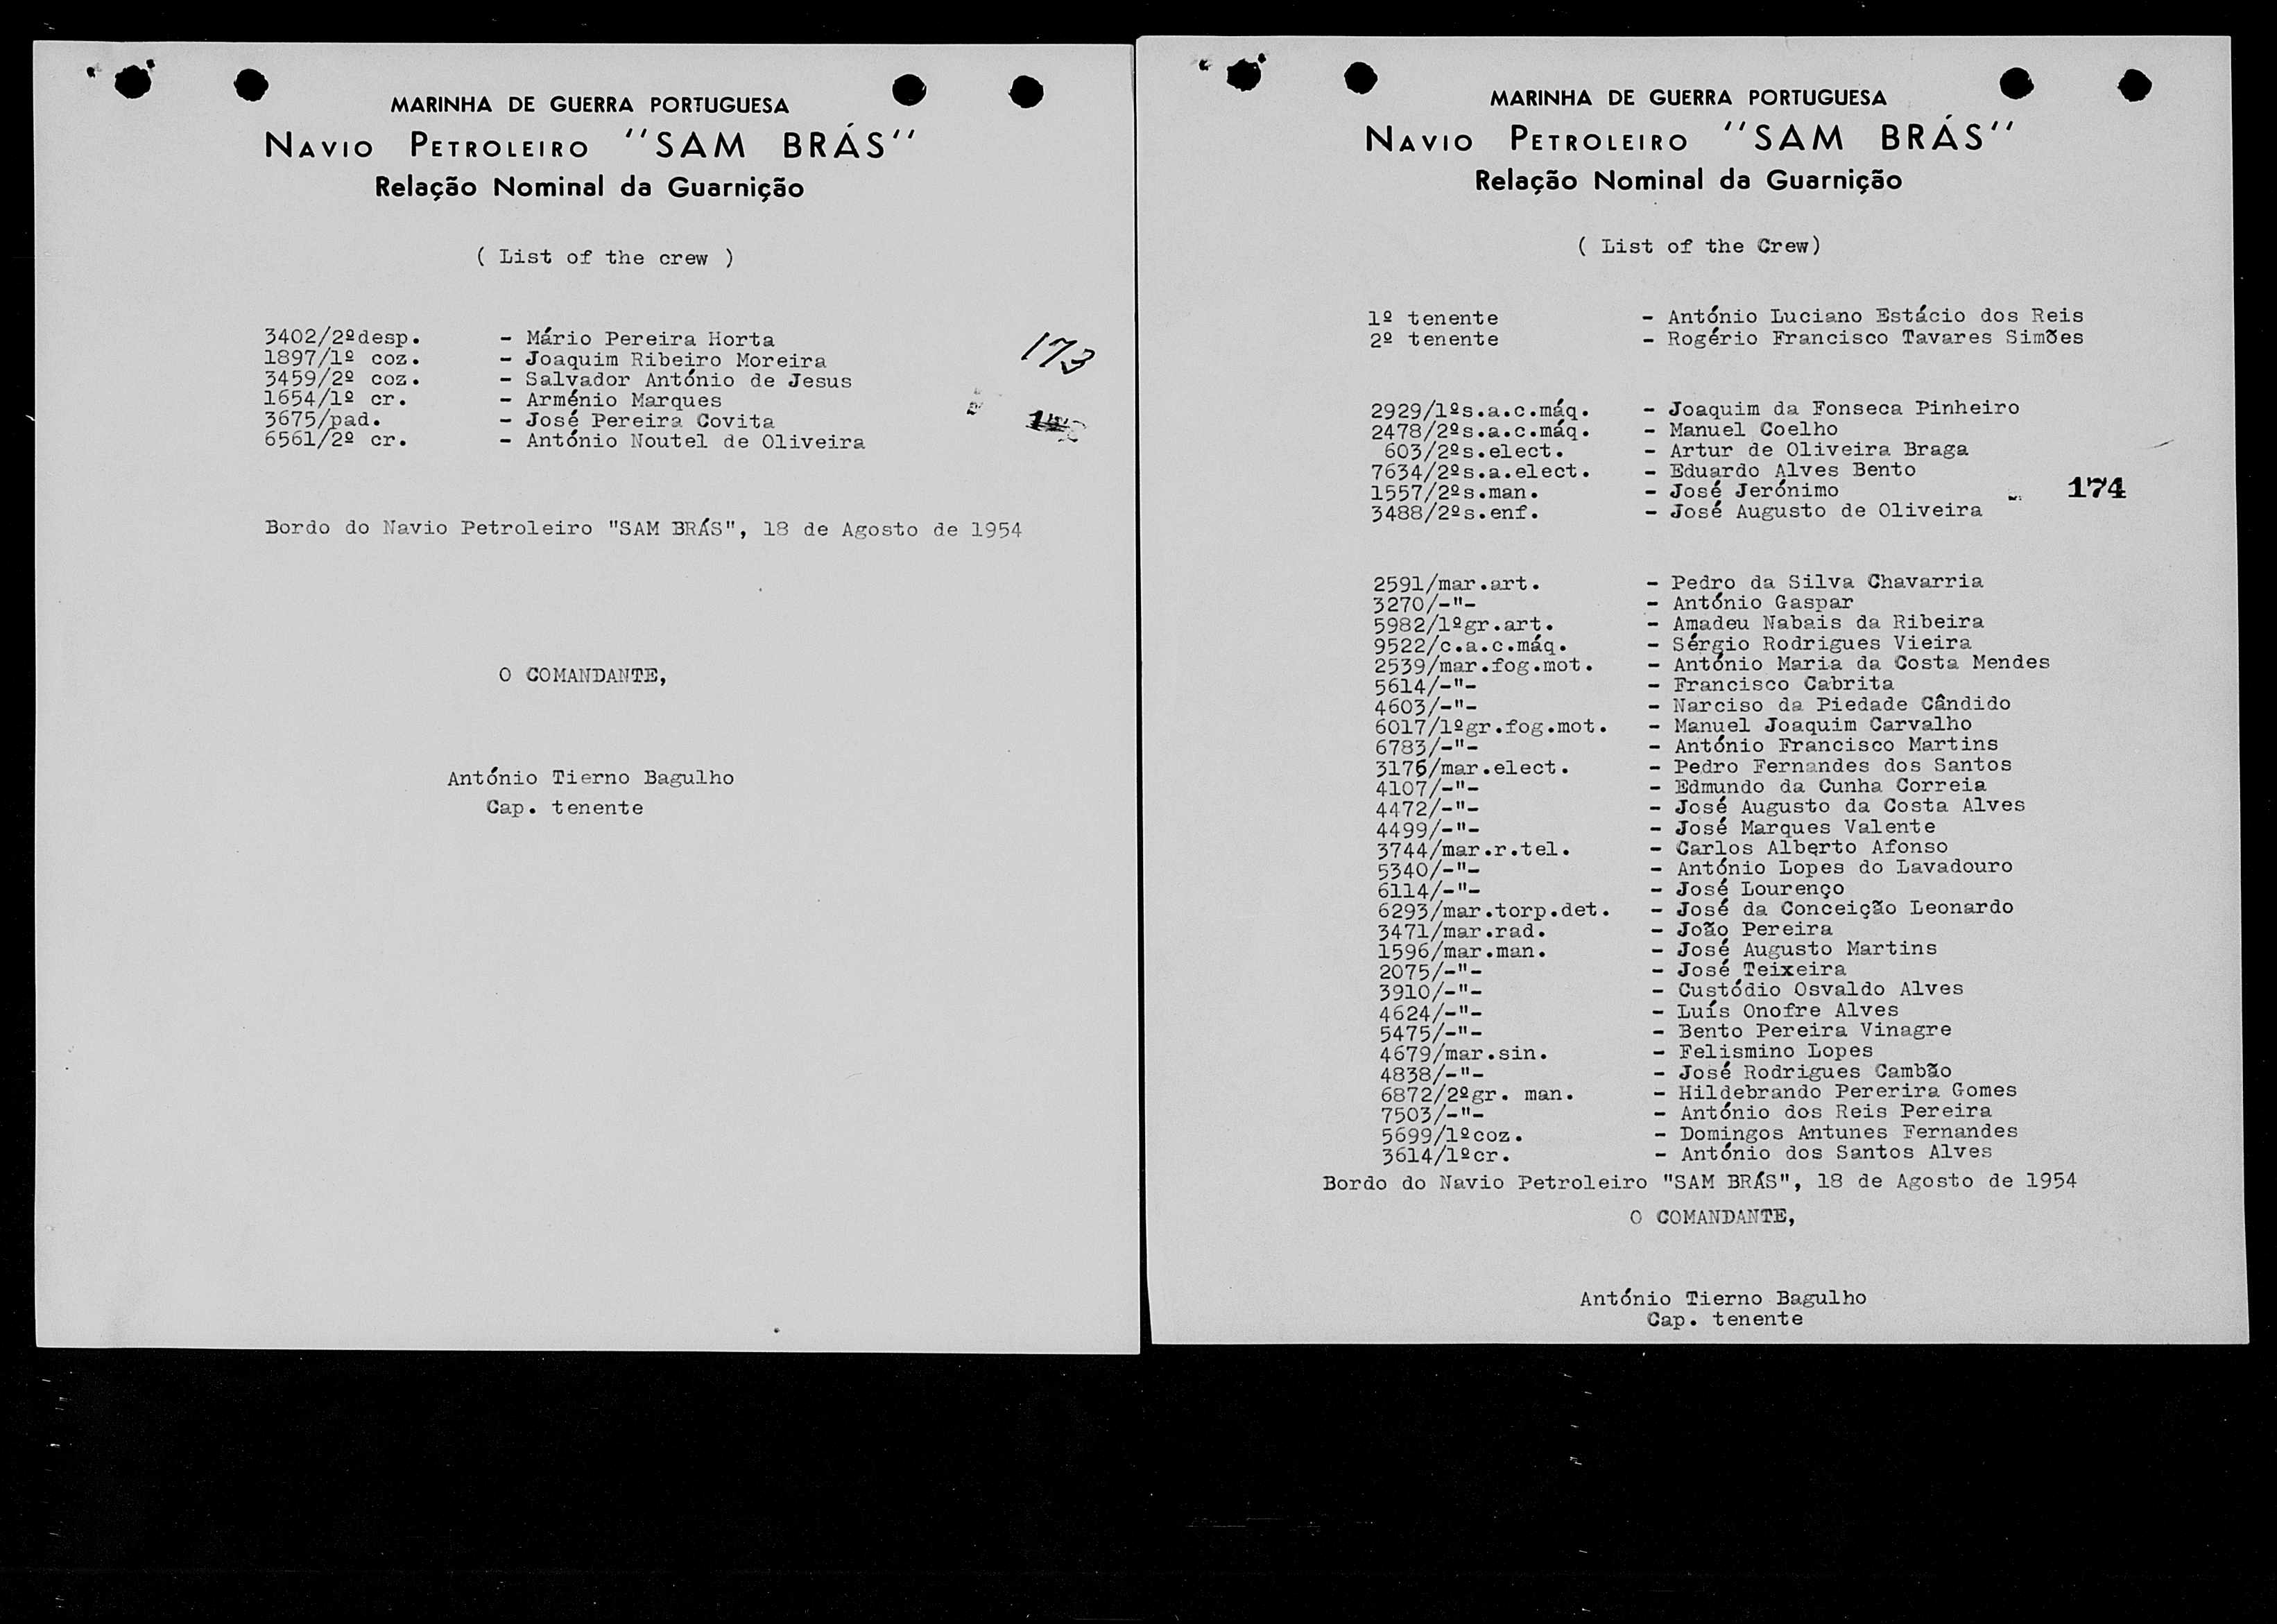 MARINHA DE GUERRA PORTUGUESA
NAVIO PETROLEIRO "SAM BRÁS"
Relação Nominal da Guarnição
( List of the crew )
3402/2ºdesp. - Mário Pereira Horta
1897/1º coz. - Joaquim Ribeiro Moreira
3459/2º coz. - Salvador António de Jesus
1654/1º cr. - Arménio Marques
3675/pad. - José Pereira Covita
6561/2º cr. - António Noutel de Oliveira
173
Bordo do Navio Petroleiro "SAM BRÁS", 18 de Agosto de 1954
O COMANDANTE,
António Tierno Bagulho
Cap. tenente
MARINHA DE GUERRA PORTUGUESA
NAVIO PETROLEIRO "SAM BRÁS"
Relação Nominal da Guarnição
( List of the Crew)
1º tenente - António Luciano Estácio dos Reis
2º tenente - Rogério Francisco Tavares Simões
2929/1ºs.a.c.máq. - Joaquim da Fonseca Pinheiro
2478/2ºs.a.c.máq. - Manuel Coelho
603/2ºs.elect. - Artur de Oliveira Braga
7634/2ºs.a.elect. - Eduardo Alves Bento
1557/2ºs.man. - José Jerónimo
174
3488/2ºs.enf. - José Augusto de Oliveira
2591/mar.art. - Pedro da Silva Chavarria
3270/-"- - António Gaspar
5982/1ºgr.art. - Amadeu Nabais da Ribeira
9522/c.a.c.máq. - Sérgio Rodrigues Vieira
2539/mar.fog.mot. - António Maria da Costa Mendes
5614/-"- - Francisco Cabrita
4603/-"- - Narciso da Piedade Cândido
6017/1ºgr.fog.mot. - Manuel Joaquim Carvalho
6783/-"- - António Francisco Martins
3176/mar.elect. - Pedro Fernandes dos Santos
4107/-"- - Edmundo da Cunha Correia
4472/-"- - José Augusto da Costa Alves
4499/-"- - José Marques Valente
3744/mar.r.tel. - Carlos Alberto Afonso
5340/-"- - António Lopes do Lavadouro
6114/-"- - José Lourenço
6293/mar.torp.det. - José da Conceição Leonardo
3471/mar.rad. - João Pereira
1596/mar.man. - José Augusto Martins
2075/-"- - José Teixeira
3910/-"- - Custódio Osvaldo Alves
4624/-"- - Luís Onofre Alves
5475/-"- - Bento Pereira Vinagre
4679/mar.sin. - Felismino Lopes
4838/-"- - José Rodrigues Cambão
6872/2ºgr. man. - Hildebrando Pererira Gomes
7503/-"- - António dos Reis Pereira
5699/1ºcoz. - Domingos Antunes Fernandes
3614/1ºcr. - António dos Santos Alves
Bordo do Navio Petroleiro "SAM BRÁS", 18 de Agosto de 1954
O COMANDANTE,
António Tierno Bagulho
Cap. tenente